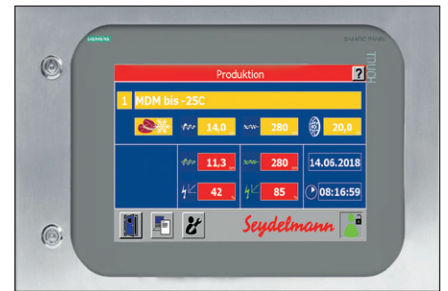 SIEMENS SIMATIC PANEL
TOUCH
Produktion ?
1 MDM bis -25C
14,0 280 20,0
11,3 280 14.06.2018
42 85 08:16:59
Seydelmann